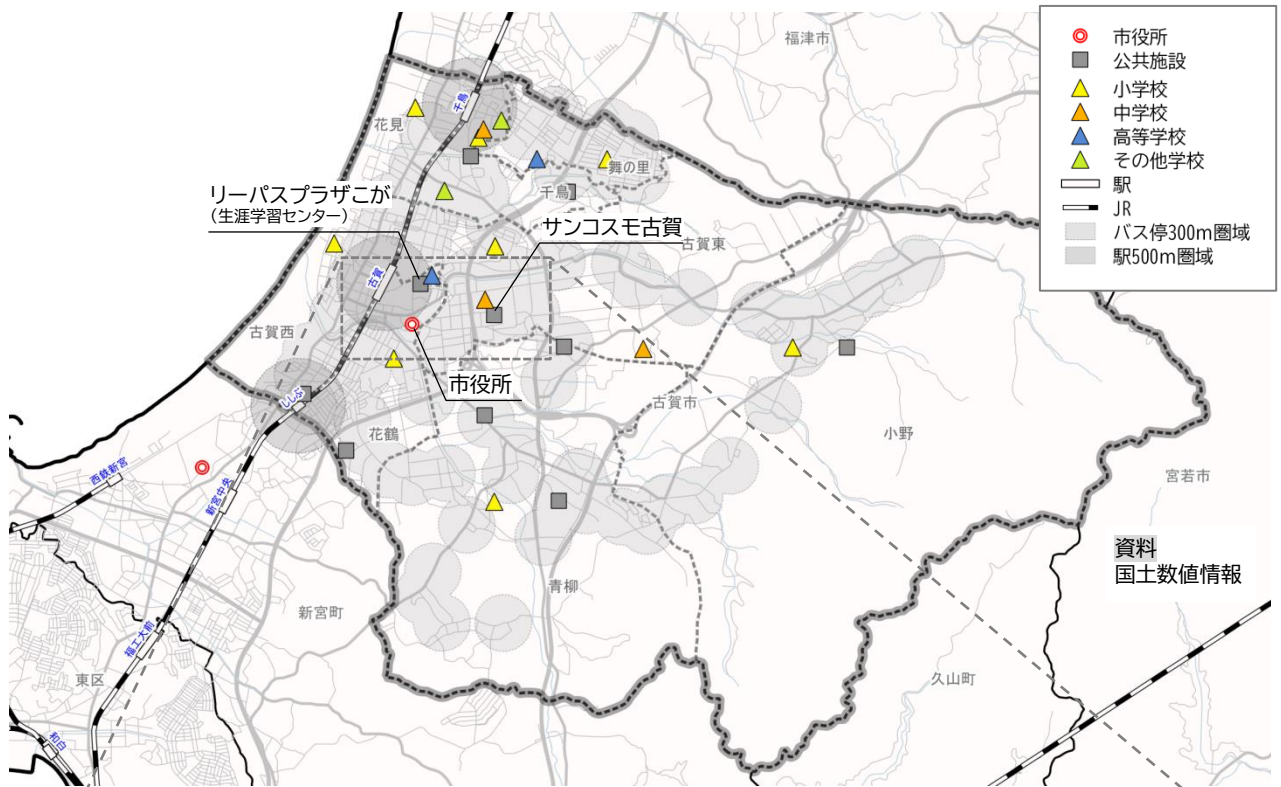 福津市
市役所
公共施設
小学校
中学校
高等学校
その他学校
駅
JR
バス停300m圏域
駅500m圏域
千鳥
花見
舞の里
千鳥
リーパスプラザこが
（生涯学習センター）
サンコスモ古賀
古賀東
古賀
古賀西
市役所
ししぶ
古賀市
小野
花鶴
宮若市
西鉄新宮
新宮中央
資料
国土数値情報
青柳
新宮町
福工大前
東区
久山町
和白